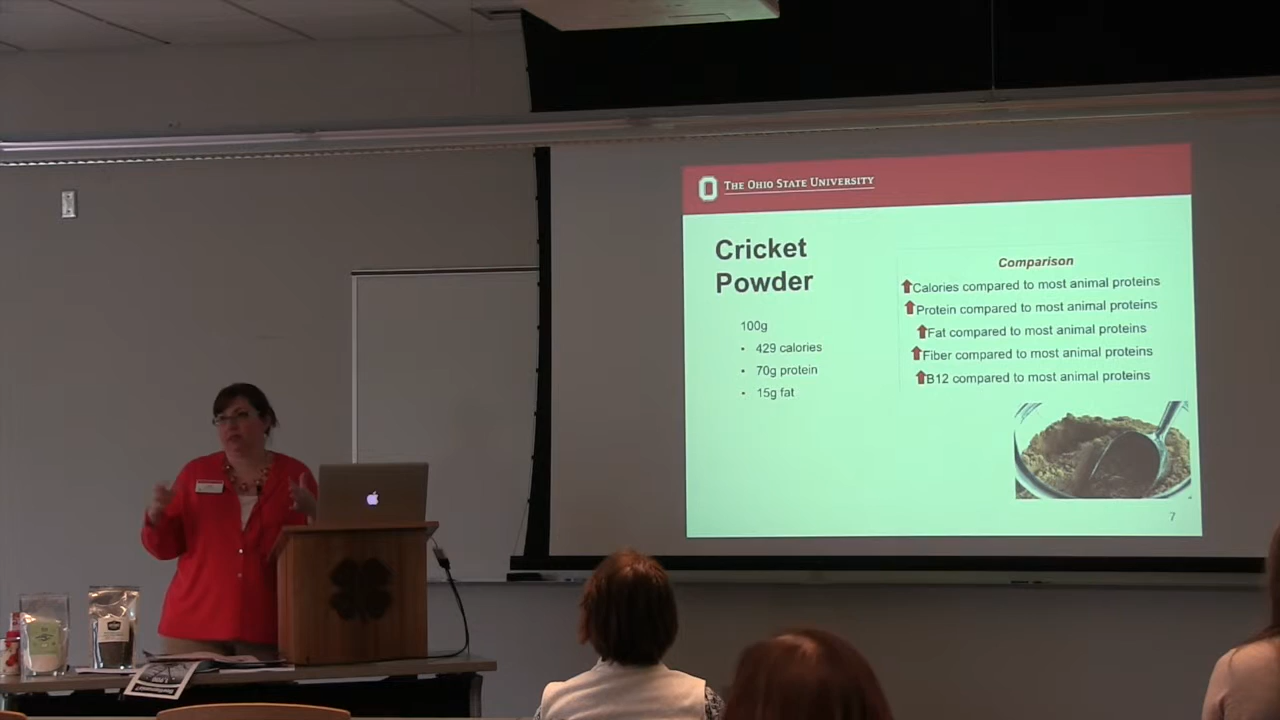 THE OHIO STATE UNIVERSITY
Cricket
Powder
100g
• 429 calories
• 70g protein
• 15g fat
Comparison
Calories compared to most animal proteins
Protein compared to most animal proteins
Fat compared to most animal proteins
Fiber compared to most animal proteins
B12 compared to most animal proteins
7